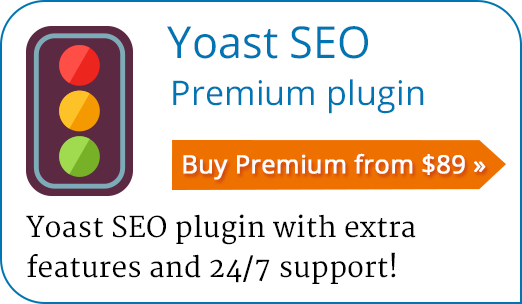 Yoast SEO
Premium plugin
Buy Premium from $89 »
Yoast SEO plugin with extra
features and 24/7 support!